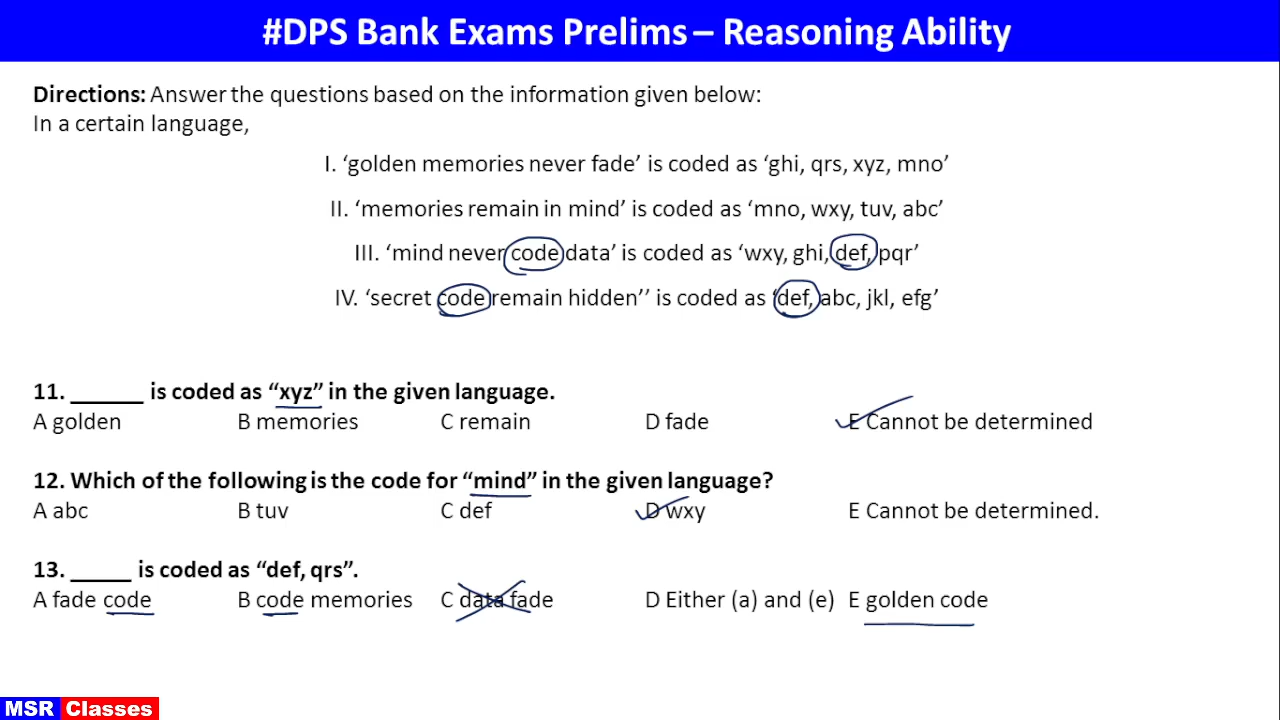 #DPS Bank Exams Prelims – Reasoning Ability
Directions: Answer the questions based on the information given below:
In a certain language,
I. ‘golden memories never fade’ is coded as ‘ghi, qrs, xyz, mno’
II. ‘memories remain in mind’ is coded as ‘mno, wxy, tuv, abc’
III. ‘mind never code data’ is coded as ‘wxy, ghi, def, pqr’
IV. ‘secret code remain hidden’’ is coded as ‘def, abc, jkl, efg’
11. ______ is coded as “xyz” in the given language.
A golden B memories C remain D fade E Cannot be determined
12. Which of the following is the code for “mind” in the given language?
A abc B tuv C def D wxy E Cannot be determined.
13. _____ is coded as “def, qrs”.
A fade code B code memories C data fade D Either (a) and (e) E golden code
MSR Classes